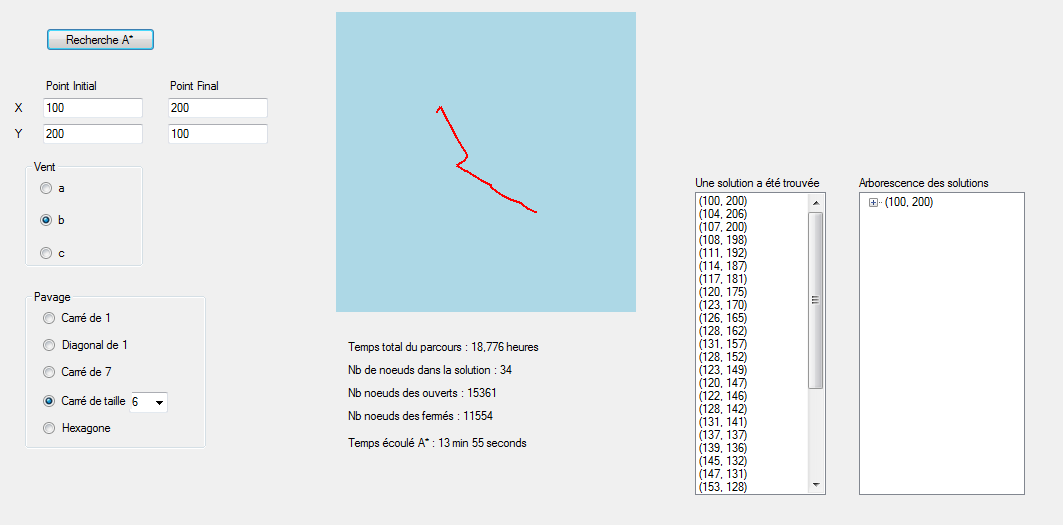 Recherche A*
Point Initial
Point Final
X
100
200
Y
200
100
Vent
a
b
c
Pavage
Carré de 1
Diagonal de 1
Carré de 7
Carré de taille 6
Hexagone
Temps total du parcours : 18,776 heures
Nb de noeuds dans la solution : 34
Nb noeuds des ouverts : 15361
Nb noeuds des fermés : 11554
Temps écoulé A* : 13 min 55 seconds
Une solution a été trouvée
(100, 200)
(104, 206)
(107, 200)
(108, 198)
(111, 192)
(114, 187)
(117, 181)
(120, 175)
(123, 170)
(126, 165)
(128, 162)
(131, 157)
(128, 152)
(123, 149)
(120, 147)
(122, 146)
(128, 142)
(131, 141)
(137, 137)
(139, 136)
(145, 132)
(147, 131)
(153, 128)
Arborescence des solutions
(100, 200)